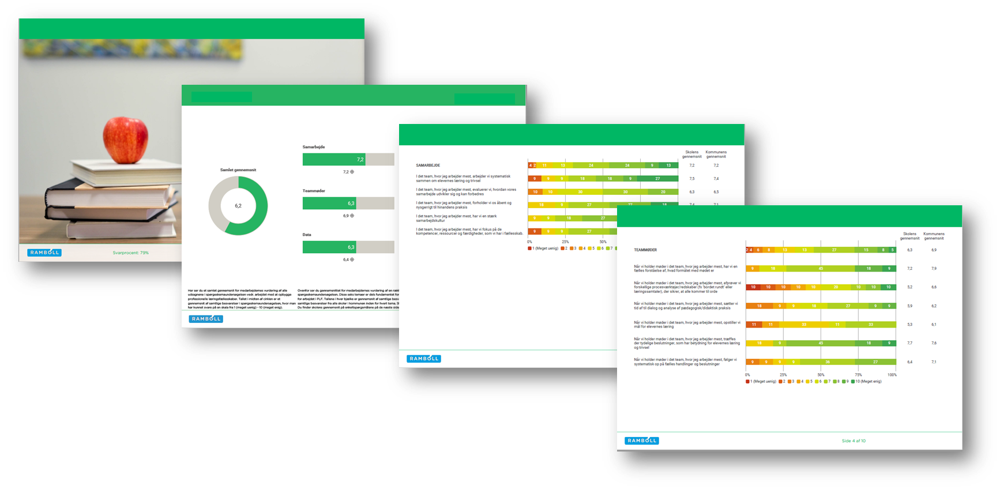 RAMBOLL
Svarprocent: 79%
Samlet gennemsnit
6,2
Samarbejde
7,2
7,2
Teammøder
6,3
6,9
Data
6,3
6,4
Her ser du et samlet gennemsnit for medarbejdernes vurdering af alle
udsagnene i spørgeskemaundersøgelsen vedr. arbejdet med at opbygge
professionelle læringsfællesskaber. Tallet i midten af cirklen er et
gennemsnit af samtlige besvarelser i spørgeskemaundersøgelsen, hvor man
har kunnet svare på en skala fra 1 (meget uenig) - 10 (meget enig).
Ovenfor ser du gennemsnittet for medarbejdernes vurdering af en
spørgeskemaundersøgelsen. Disse seks temaer er dels fundamentet for
for arbejdet i PLF. Tallene i hver bjælke er gennemsnit af samtlige
samtlige besvarelser fra alle skoler i kommunen inden for hvert tema.
Du finder skolens gennemsnit på enkeltspørgsmålene på de næste
RAMBOLL
Skolens gennemsnit
Kommunens gennemsnit
SAMARBEJDE 4 2 11 13 24 24 9 13 7,2 7,2
I det team, hvor jeg arbejder mest, arbejder vi systematisk
sammen om elevernes læring og trivsel 9 9 9 18 18 9 27 7,5 7,4
I det team, hvor jeg arbejder mest, evaluerer vi, hvordan vores
samarbejde udvikler sig og kan forbedres 10 10 30 30 20 6,3 6,5
I det team, hvor jeg arbejder mest, forholder vi os åbent og
nysgerrigt til hinandens praksis 18 9 27
I det team, hvor jeg arbejder mest, har vi en stærk
samarbejdskultur 9 9 18 27
I det team, hvor jeg arbejder mest, har vi fokus på de
kompetencer, ressourcer og færdigheder, som vi har i fællesskab. 9 9 9 27
0% 25% 50%
1 (Meget uenig) 2 3 4 5 6 7
RAMBOLL
Skolens gennemsnit
Kommunens gennemsnit
TEAMMØDER 2 4 6 8 13 13 27 15 8 5 6,3 6,9
Når vi holder møder i det team, hvor jeg arbejder mest, har vi en
fælles forståelse af, hvad formålet med mødet er 9 18 45 18 9 7,2 7,9
Når vi holder møder i det team, hvor jeg arbejder mest, afprøver vi
forskellige procesværktøjer/redskaber (fx 'bordet rundt' eller
læringssamtaler), der sikrer, at alle kommer til orde 10 10 10 10 10 20 10 10 10 5,2 6,6
Når vi holder møder i det team, hvor jeg arbejder mest, sætter vi
tid af til dialog og analyse af pædagogisk/didaktisk praksis 18 9 9 18 27 9 9 5,9 6,2
Når vi holder møder i det team, hvor jeg arbejder mest, opstiller vi
mål for elevernes læring 11 11 33 11 33 5,3 6,1
Når vi holder møder i det team, hvor jeg arbejder mest, træffes
der tydelige beslutninger, som har betydning for elevernes læring
og trivsel 18 9 45 18 9 7,7 7,6
Når vi holder møder i det team, hvor jeg arbejder mest, følger vi
systematisk op på fælles handlinger og beslutninger 9 9 9 9 36 27 6,4 7,1
0% 25% 50% 75% 100%
1 (Meget uenig) 2 3 4 5 6 7 8 9 10 (Meget enig)
RAMBOLL
Side 4 af 10